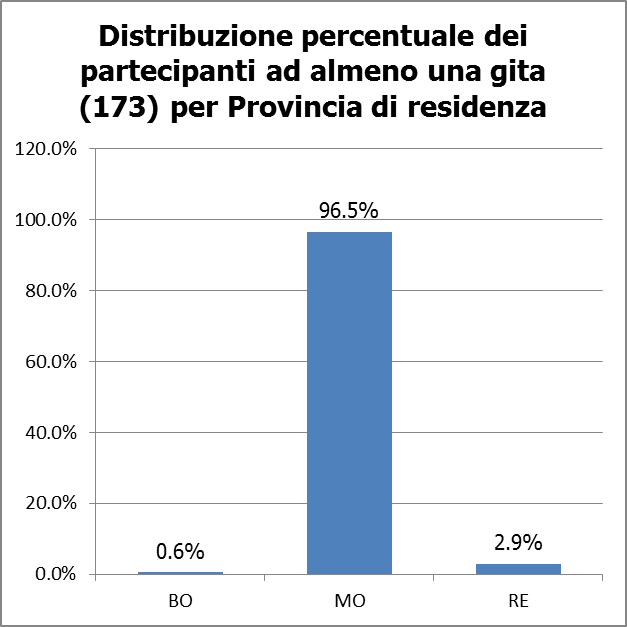 Distribuzione percentuale dei
partecipanti ad almeno una gita
(173) per Provincia di residenza
120.0%
100.0%
80.0%
60.0%
40.0%
20.0%
0.0%
0.6%
96.5%
2.9%
BO
MO
RE